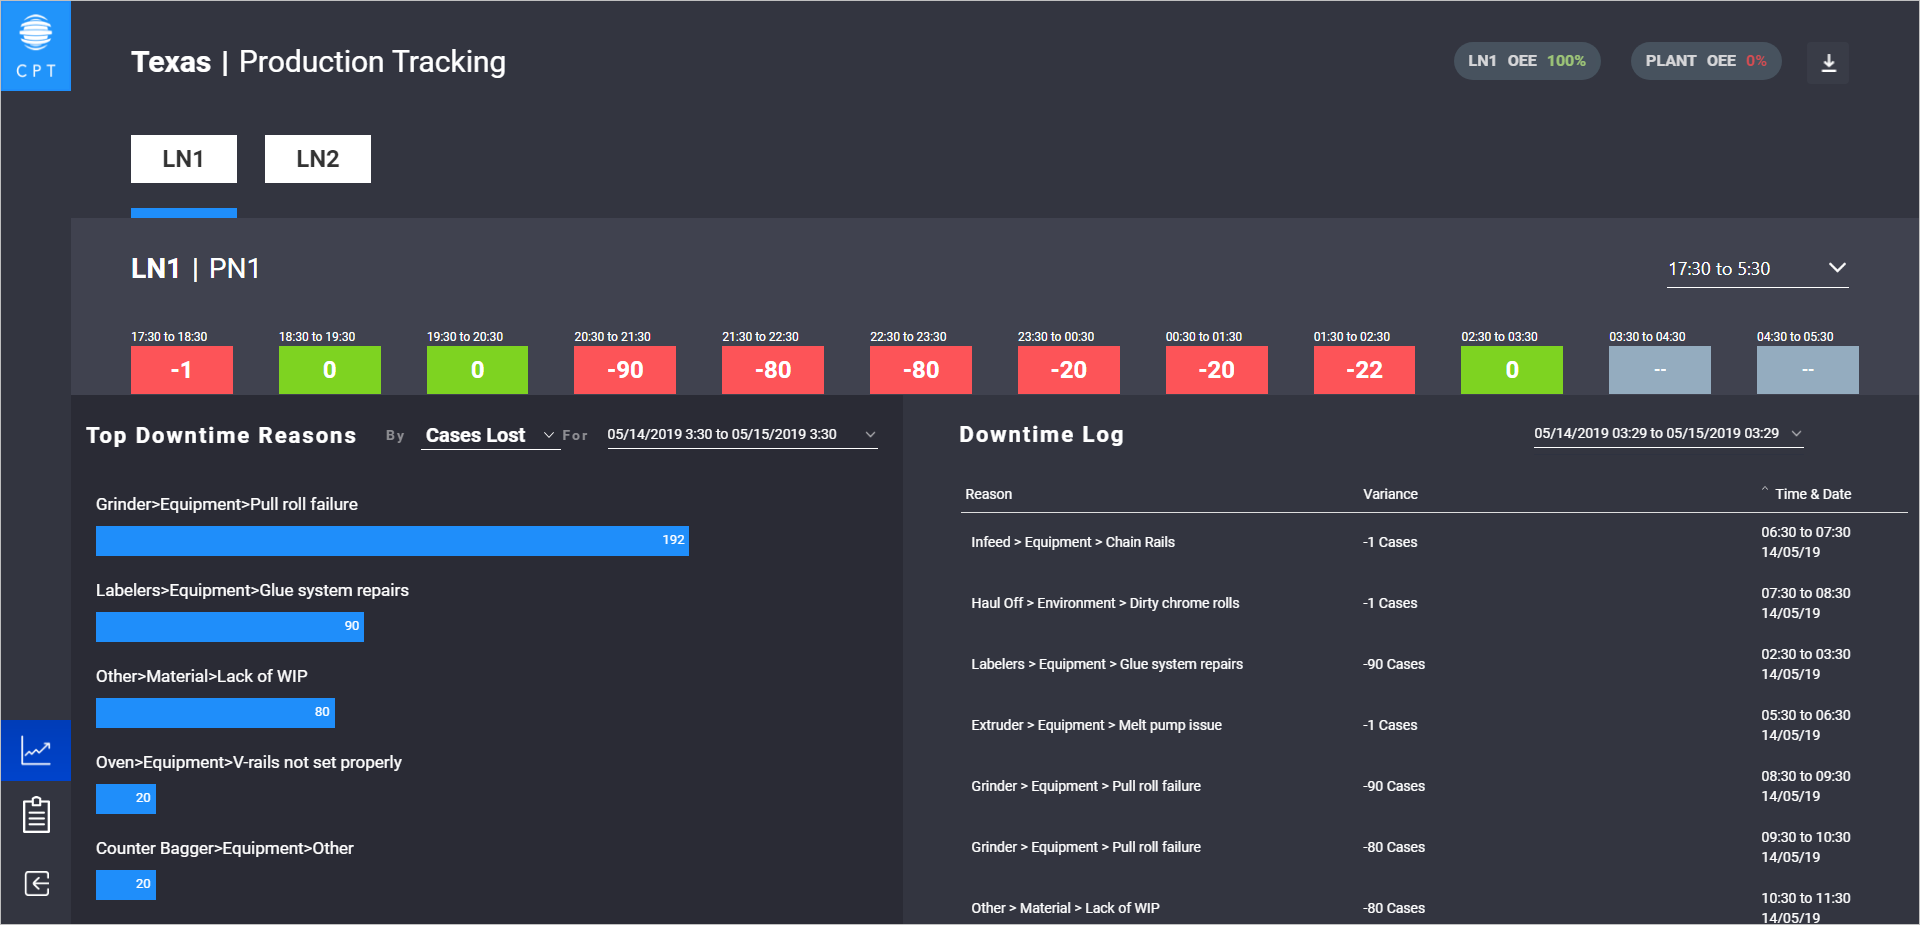 CPT
Texas | Production Tracking
LN1 OEE 100%
PLANT OEE 0%
LN1
LN2
LN1 | PN1
17:30 to 5:30
17:30 to 18:30
18:30 to 19:30
19:30 to 20:30
20:30 to 21:30
21:30 to 22:30
22:30 to 23:30
23:30 to 00:30
00:30 to 01:30
01:30 to 02:30
02:30 to 03:30
03:30 to 04:30
04:30 to 05:30
-1
0
0
-90
-80
-80
-20
-20
-22
0
--
--
Top Downtime Reasons By Cases Lost For 05/14/2019 3:30 to 05/15/2019 3:30
Grinder>Equipment>Pull roll failure
192
Labelers>Equipment>Glue system repairs
90
Other>Material>Lack of WIP
80
Oven>Equipment>V-rails not set properly
20
Counter Bagger>Equipment>Other
20
Downtime Log
05/14/2019 03:29 to 05/15/2019 03:29
Reason Variance Time & Date
Infeed > Equipment > Chain Rails -1 Cases 06:30 to 07:30
14/05/19
Haul Off > Environment > Dirty chrome rolls -1 Cases 07:30 to 08:30
14/05/19
Labelers > Equipment > Glue system repairs -90 Cases 02:30 to 03:30
14/05/19
Extruder > Equipment > Melt pump issue -1 Cases 05:30 to 06:30
14/05/19
Grinder > Equipment > Pull roll failure -90 Cases 08:30 to 09:30
14/05/19
Grinder > Equipment > Pull roll failure -80 Cases 09:30 to 10:30
14/05/19
Other > Material > Lack of WIP -80 Cases 10:30 to 11:30
14/05/19